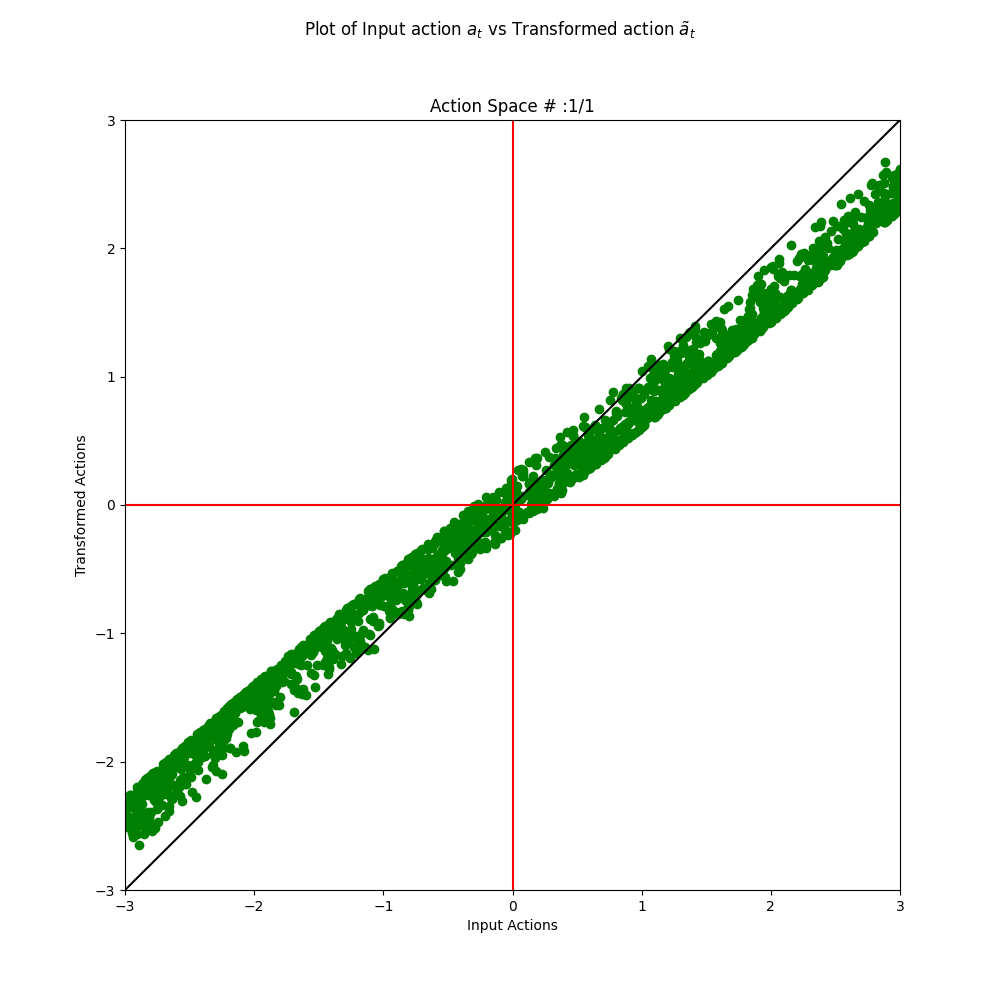 Plot of Input action $a_t$ vs Transformed action $\tilde{a}_t$
Action Space # :1/1
3
2
1
0
−1
−2
−3
Transformed Actions
−3 −2 −1 0 1 2 3
Input Actions